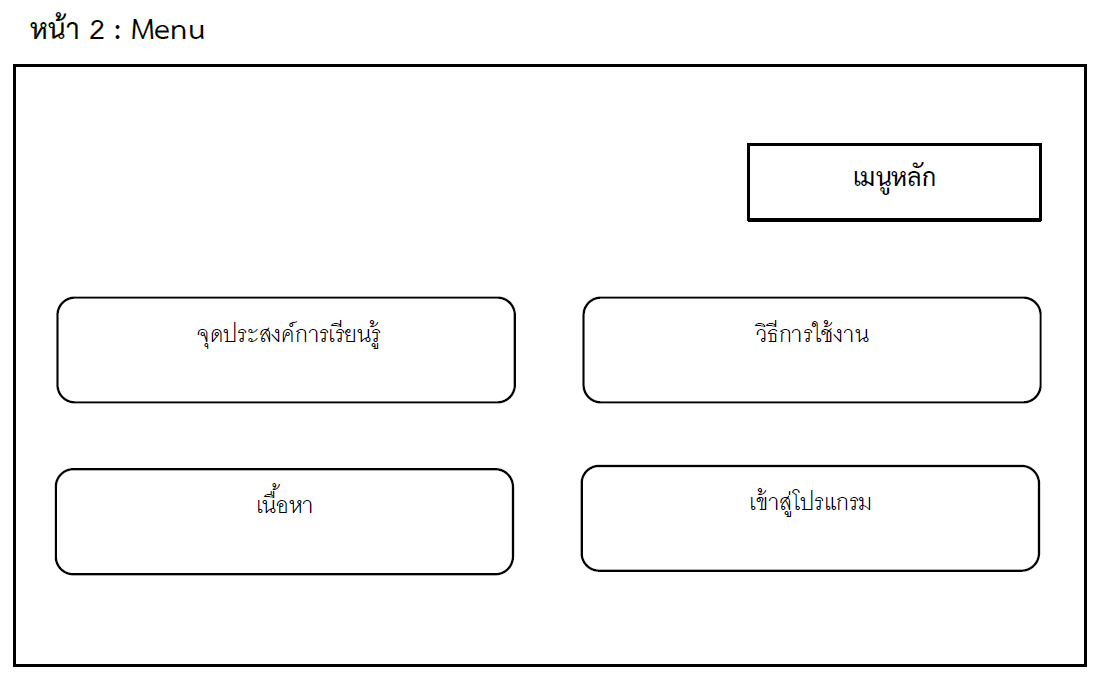 หน้า 2 : Menu
เมนูหลัก
จุดประสงค์การเรียนรู้
วิธีการใช้งาน
เนื้อหา
เข้าสู่โปรแกรม